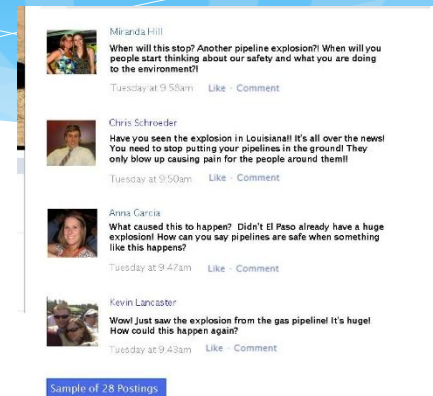 Miranda Hill
When will this stop? Another pipeline explosion?! When will you
people start thinking about our safety and what you are doing
to the environment?!
Tuesday at 9:58am Like · Comment
Chris Schroeder
Have you seen the explosion in Louisiana!! It's all over the news!
You need to stop putting your pipelines in the ground! They
only blow up causing pain for the people around them!!
Tuesday at 9:50am Like · Comment
Anna Garcia
What caused this to happen? Didn't El Paso already have a huge
explosion! How can you say pipelines are safe when something
like this happens?
Tuesday at 9:47am Like · Comment
Kevin Lancaster
Wow! Just saw the explosion from the gas pipeline! It's huge!
How could this happen again?
Tuesday at 9:43am Like · Comment
Sample of 28 Postings